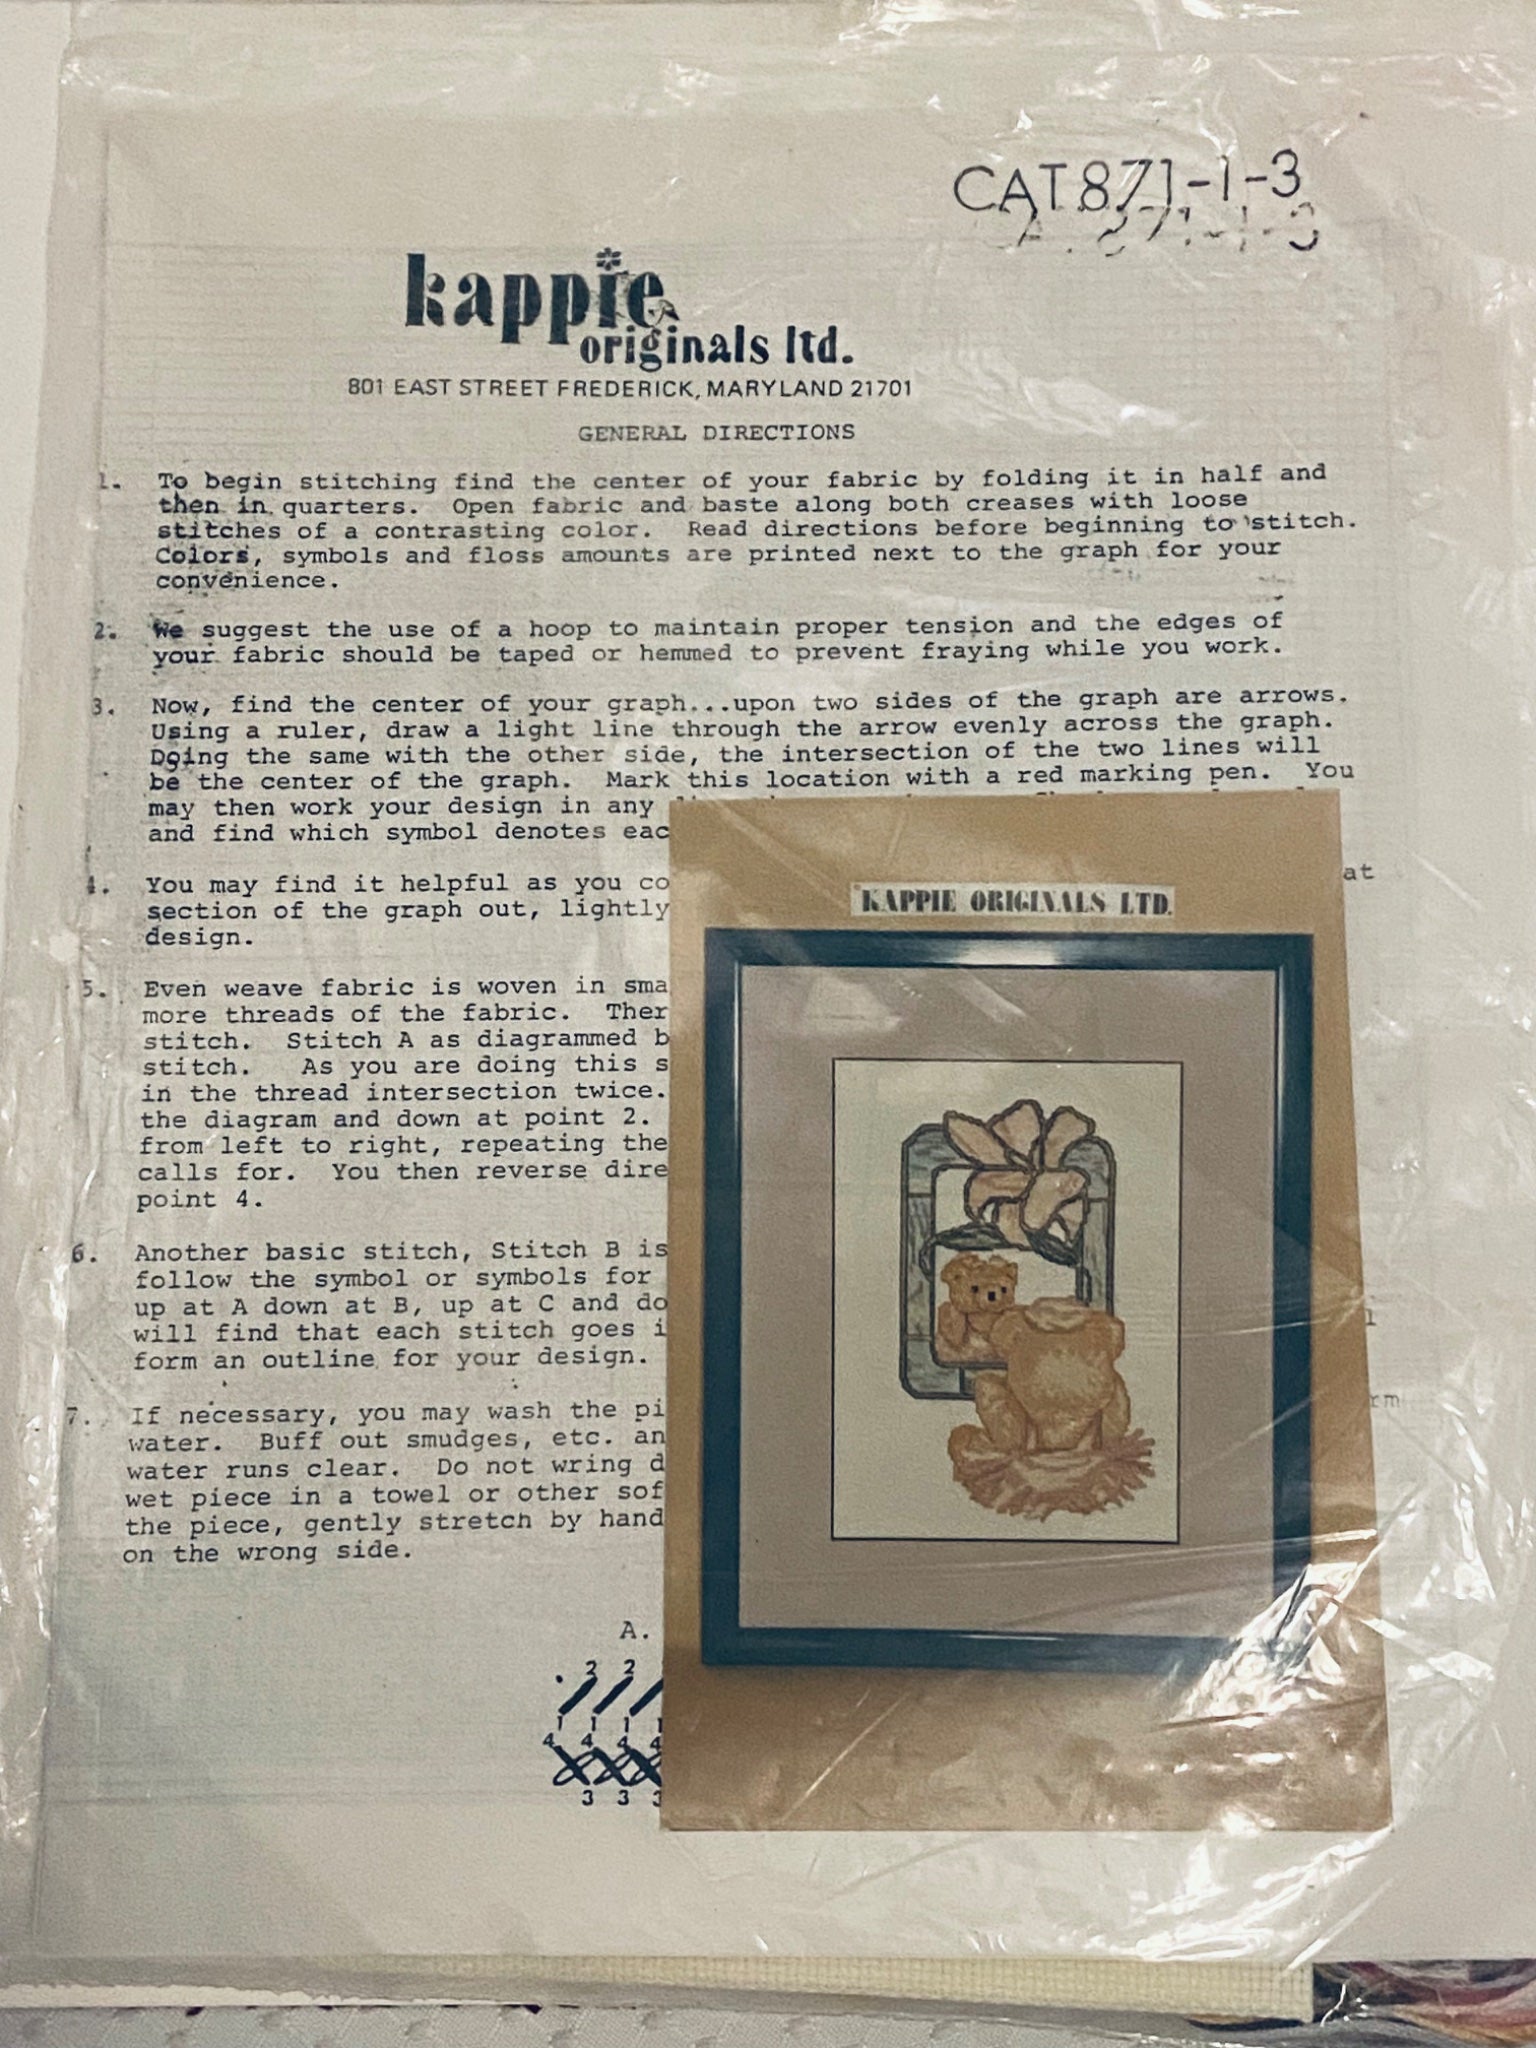 CAT871-1-3
kappie
originals ltd.
801 EAST STREET FREDERICK, MARYLAND 21701
GENERAL DIRECTIONS
1. To begin stitching find the center of your fabric by folding it in half and
then in quarters. Open fabric and baste along both creases with loose
stitches of a contrasting color. Read directions before beginning to stitch.
Colors, symbols and floss amounts are printed next to the graph for your
convenience.
2. We suggest the use of a hoop to maintain proper tension and the edges of
your fabric should be taped or hemmed to prevent fraying while you work.
3. Now, find the center of your graph...upon two sides of the graph are arrows.
Using a ruler, draw a light line through the arrow evenly across the graph.
Doing the same with the other side, the intersection of the two lines will
be the center of the graph. Mark this location with a red marking pen. You
may then work your design in any
and find which symbol denotes eac
4. You may find it helpful as you co
at
section of the graph out, lightly
design.
5. Even weave fabric is woven in sma
more threads of the fabric. Ther
stitch. Stitch A as diagrammed b
stitch. As you are doing this s
in the thread intersection twice.
the diagram and down at point 2.
from left to right, repeating the
calls for. You then reverse dire
point 4.
6. Another basic stitch, Stitch B is
follow the symbol or symbols for
up at A down at B, up at C and do
will find that each stitch goes i
form an outline for your design.
7. If necessary, you may wash the pi
rm
water. Buff out smudges, etc. an
water runs clear. Do not wring d
wet piece in a towel or other sof
the piece, gently stretch by hand
on the wrong side.
A.
2 2
1 1 1 1
4 4 4 4
3 3 3
KAPPIE ORIGINALS LTD.